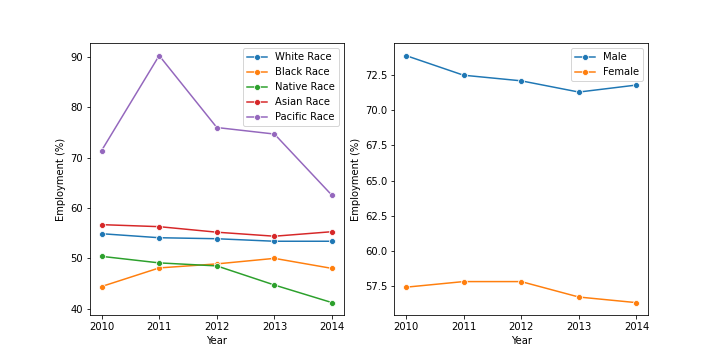 90
80
70
60
50
40
Employment (%)
2010 2011 2012 2013 2014
Year
White Race
Black Race
Native Race
Asian Race
Pacific Race
72.5
70.0
67.5
65.0
62.5
60.0
57.5
Employment (%)
2010 2011 2012 2013 2014
Year
Male
Female